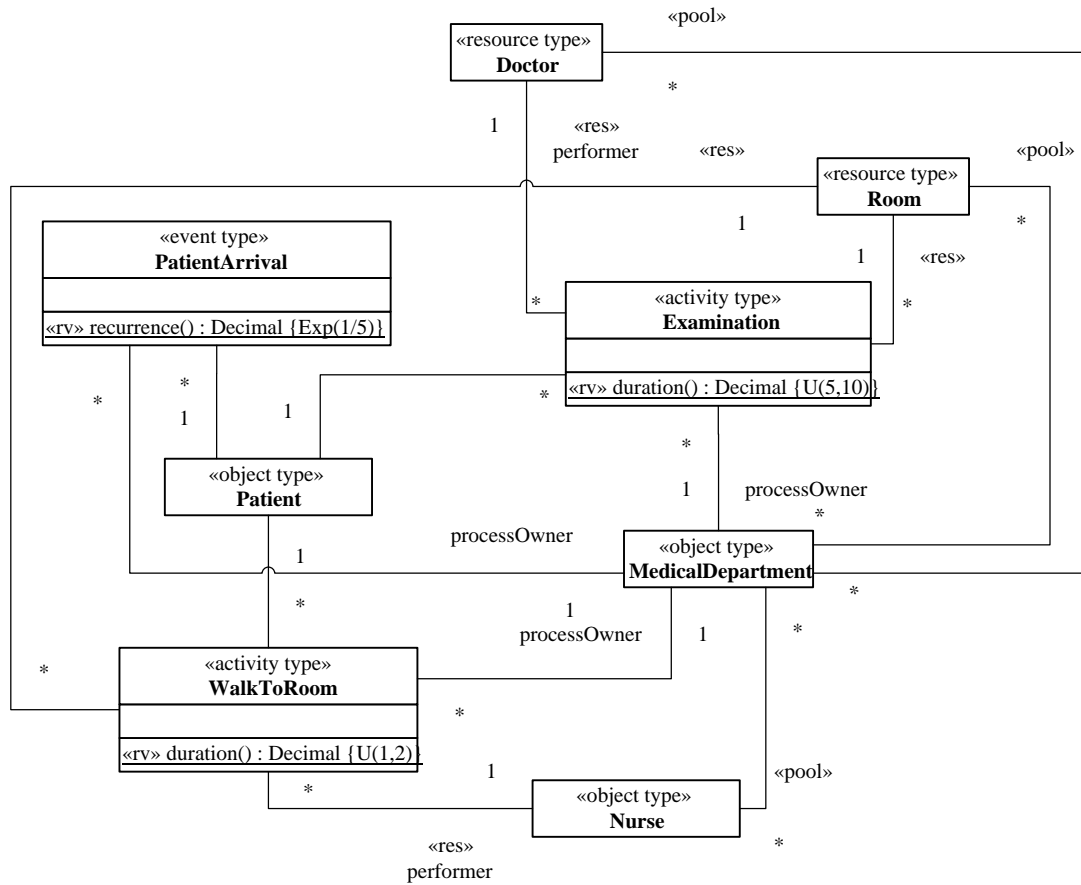 «pool»
«resource type»
Doctor
*
1
«res»
performer
«res»
«pool»
«resource type»
Room
1
*
1
«res»
«event type»
PatientArrival
«rv» recurrence() : Decimal {Exp(1/5)}
*
*
«activity type»
Examination
«rv» duration() : Decimal {U(5,10)}
*
*
1
1
*
*
«object type»
Patient
*
1
processOwner
*
processOwner
«object type»
MedicalDepartment
1
*
*
1
processOwner
1
*
*
«activity type»
WalkToRoom
«rv» duration() : Decimal {U(1,2)}
*
*
1
«pool»
«object type»
Nurse
*
«res»
performer